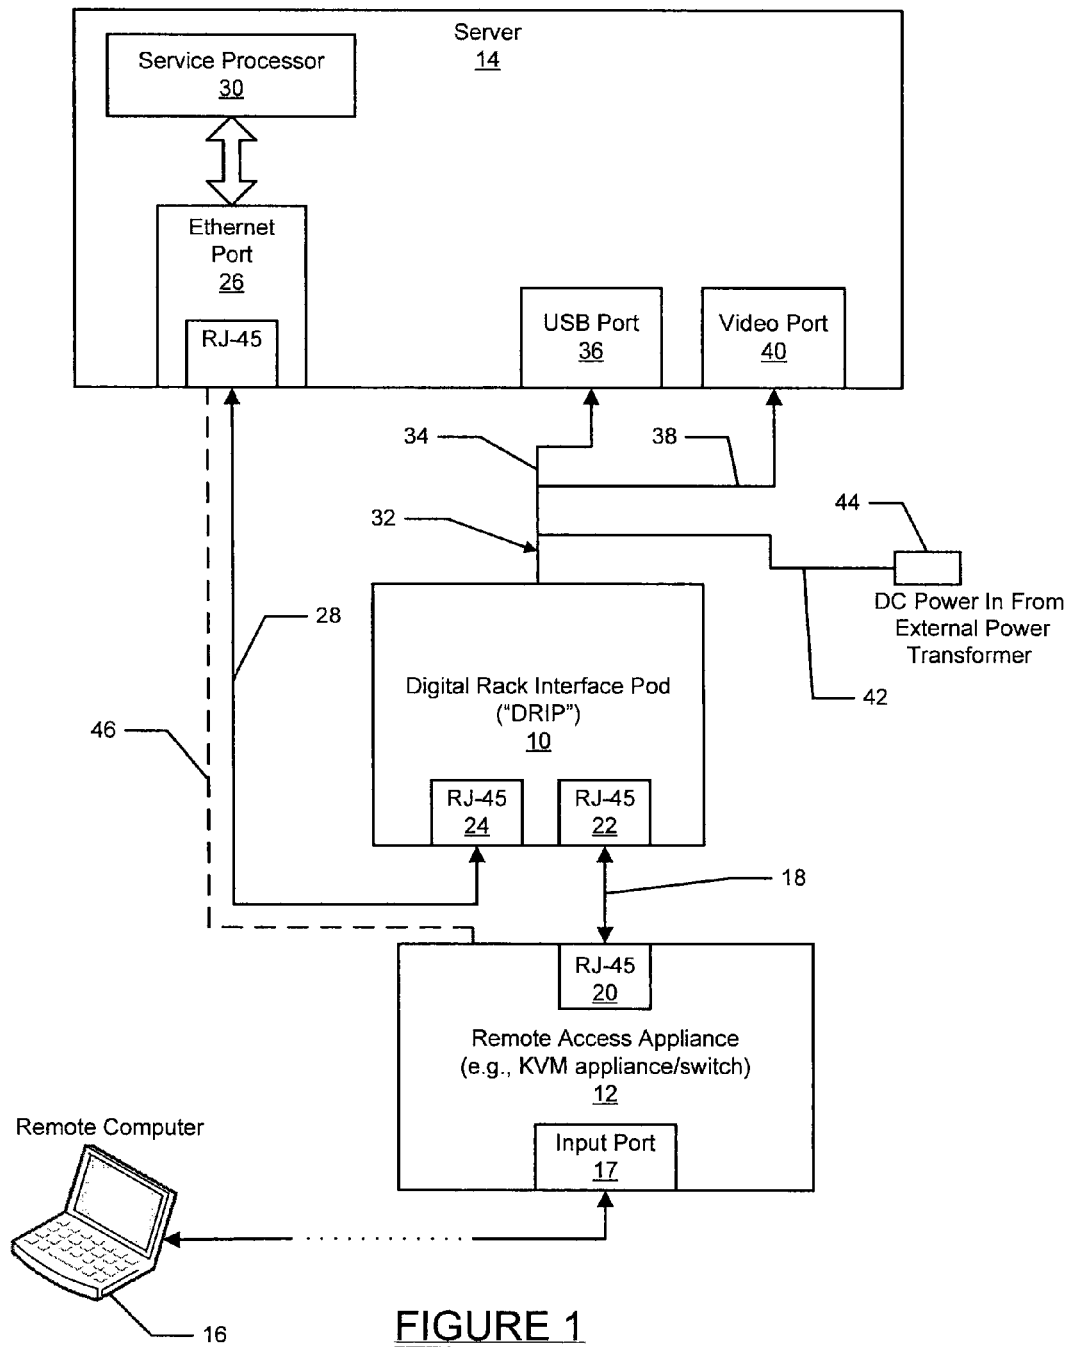 Server
14
Service Processor
30
Ethernet
Port
26
RJ-45
USB Port
36
Video Port
40
34
38
32
44
DC Power In From
External Power
Transformer
42
28
46
Digital Rack Interface Pod
(“DRIP”)
10
RJ-45
24
RJ-45
22
18
RJ-45
20
Remote Access Appliance
(e.g., KVM appliance/switch)
12
Input Port
17
Remote Computer
16
FIGURE 1